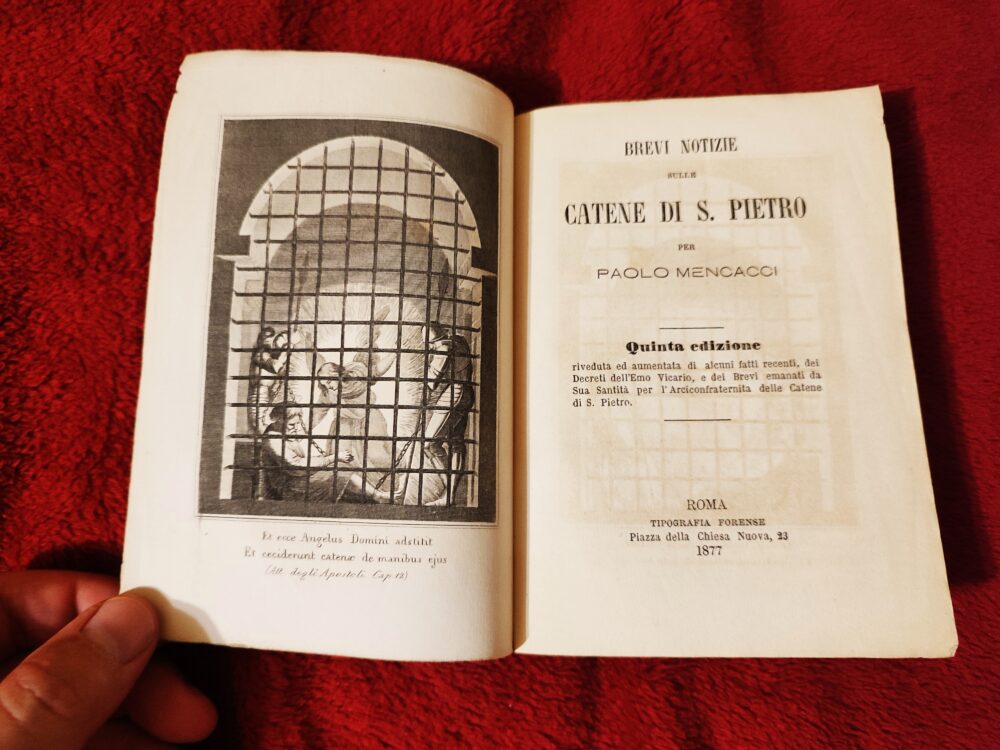 Et ecce Angelus Domini adstitit
Et ceciderunt catenæ de manibus ejus
(Att. degli Apostoli Cap. 12)
BREVI NOTIZIE
SULLE
CATENE DI S. PIETRO
PER
PAOLO MENCACCI
Quinta edizione
riveduta ed aumentata di alcuni fatti recenti, dei
Decreti dell'Emo Vicario, e dei Brevi emanati da
Sua Santità per l'Arciconfraternita delle Catene
di S. Pietro.
ROMA
TIPOGRAFIA FORENSE
Piazza della Chiesa Nuova, 23
1877